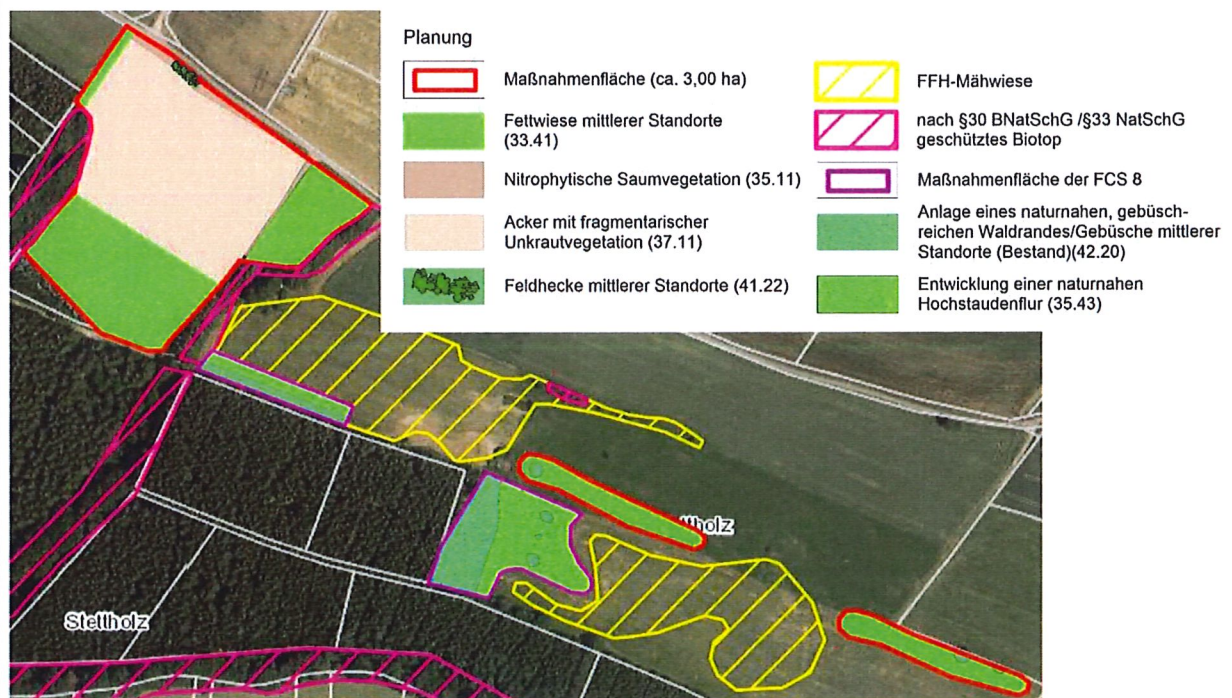 Planung
Maßnahmenfläche (ca. 3,00 ha)
Fettwiese mittlerer Standorte
(33.41)
Nitrophytische Saumvegetation (35.11)
Acker mit fragmentarischer
Unkrautvegetation (37.11)
Feldhecke mittlerer Standorte (41.22)
FFH-Mähwiese
nach §30 BNatSchG /§33 NatSchG
geschütztes Biotop
Maßnahmenfläche der FCS 8
Anlage eines naturnahen, gebüsch-
reichen Waldrandes/Gebüsche mittlerer
Standorte (Bestand)(42.20)
Entwicklung einer naturnahen
Hochstaudenflur (35.43)
ttholz
Stettholz